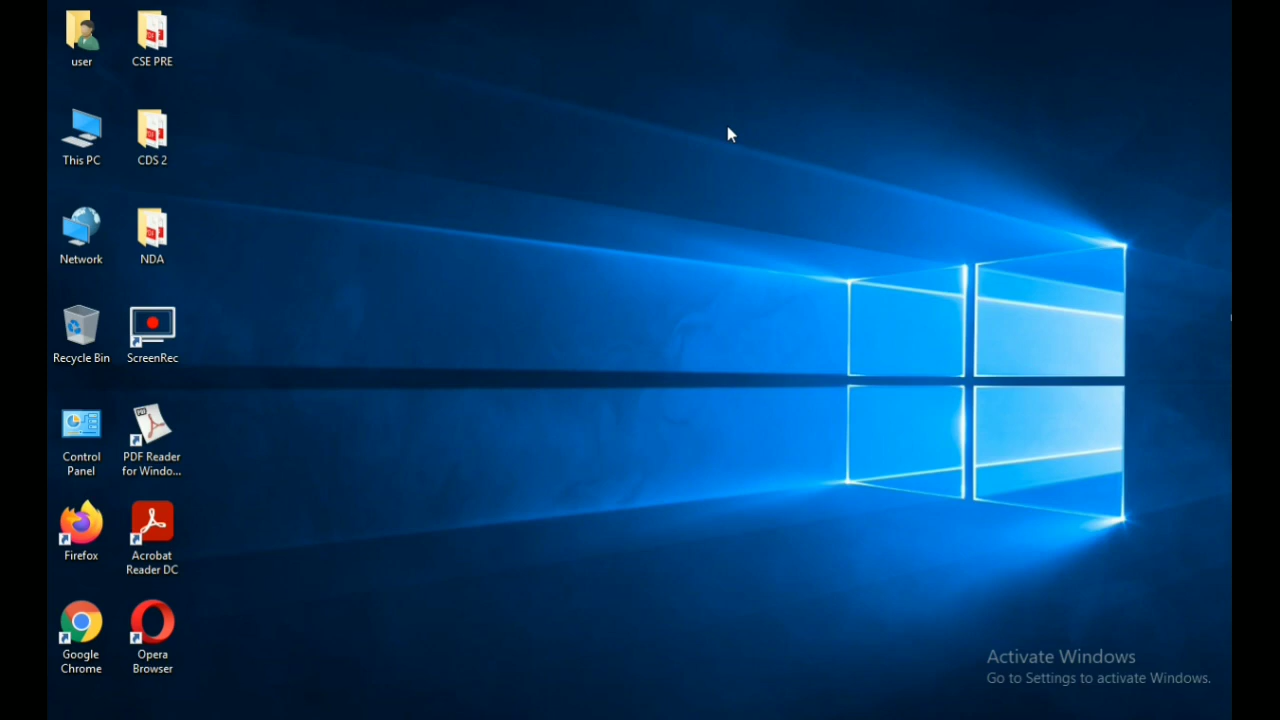 user
CSE PRE
This PC
CDS 2
Network
NDA
Recycle Bin
ScreenRec
Control
Panel
PDF Reader
for Windo...
Firefox
Acrobat
Reader DC
Google
Chrome
Opera
Browser
Activate Windows
Go to Settings to activate Windows.